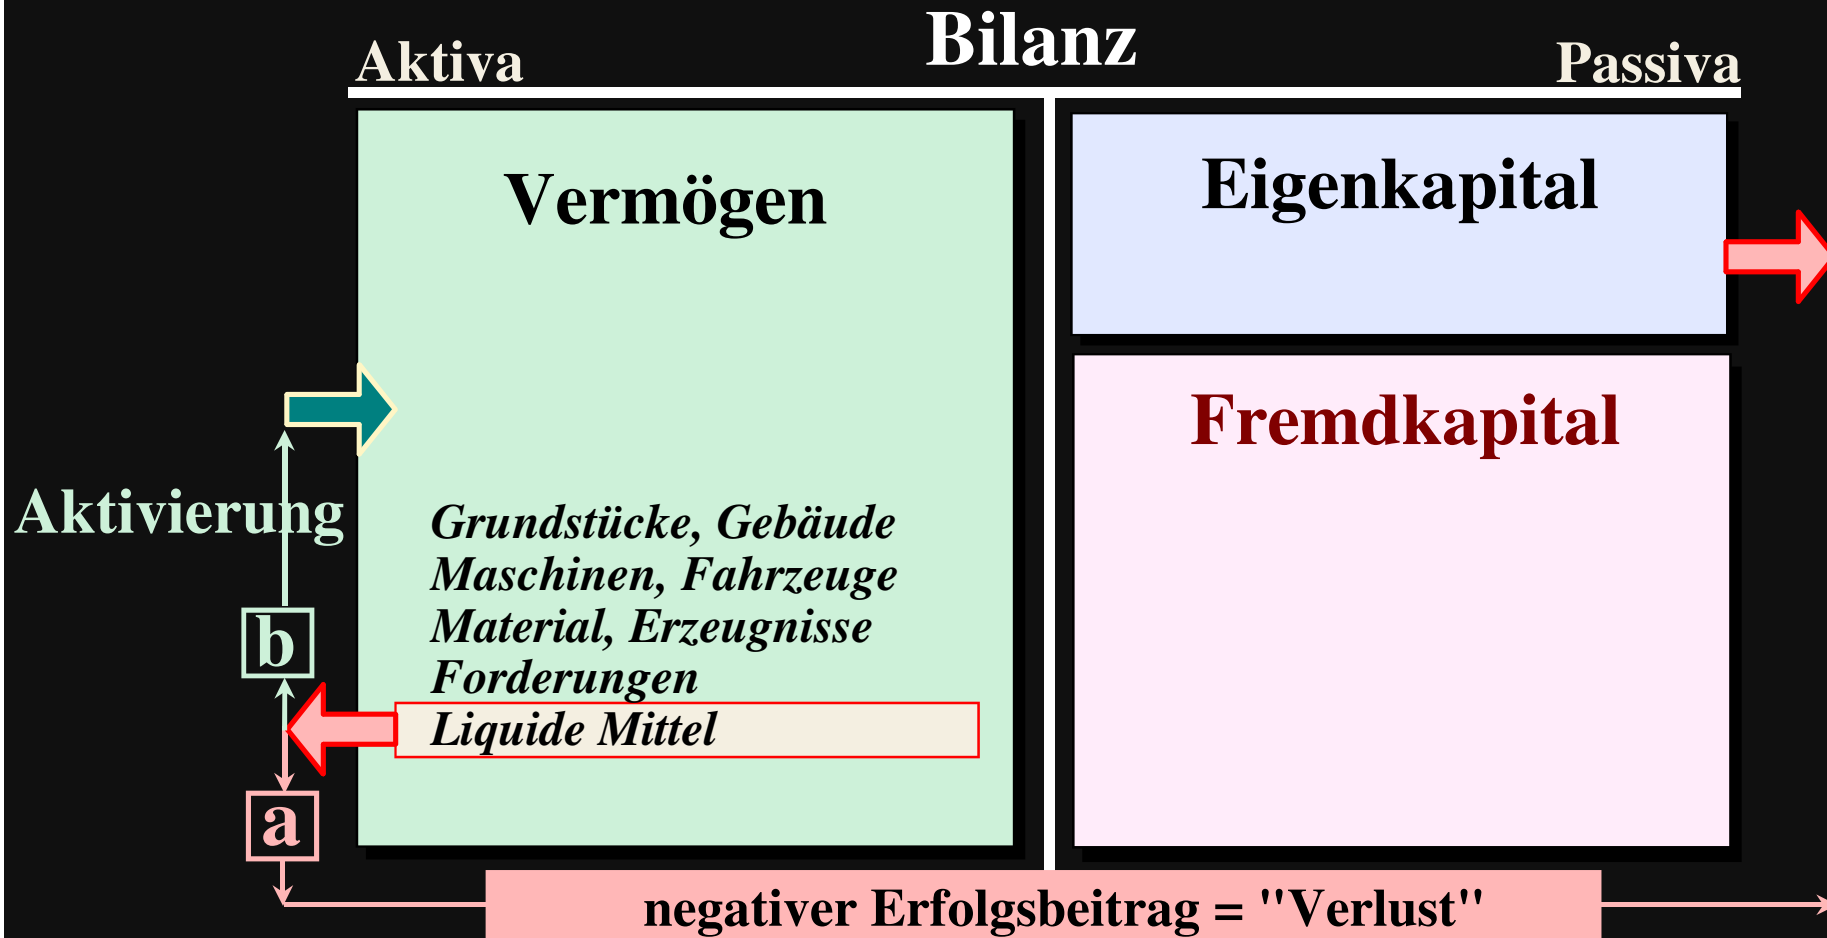 Bilanz
Aktiva
Passiva
Vermögen
Eigenkapital
Fremdkapital
Aktivierung
Grundstücke, Gebäude
Maschinen, Fahrzeuge
Material, Erzeugnisse
Forderungen
Liquide Mittel
b
a
negativer Erfolgsbeitrag = "Verlust"